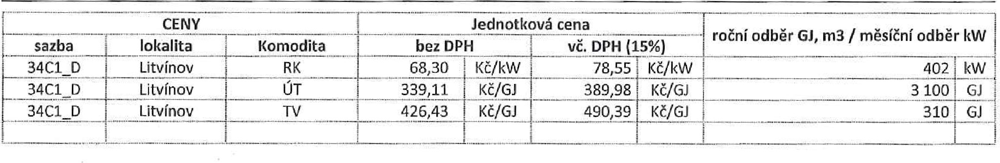 CENY Jednotková cena roční odběr GJ, m3 / měsíční odběr kW
sazba lokalita Komodita bez DPH vč. DPH (15%)
34C1_D Litvínov RK 68,30 Kč/kW 78,55 Kč/kW 402 kW
34C1_D Litvínov ÚT 339,11 Kč/GJ 389,98 Kč/GJ 3 100 GJ
34C1_D Litvínov TV 426,43 Kč/GJ 490,39 Kč/GJ 310 GJ